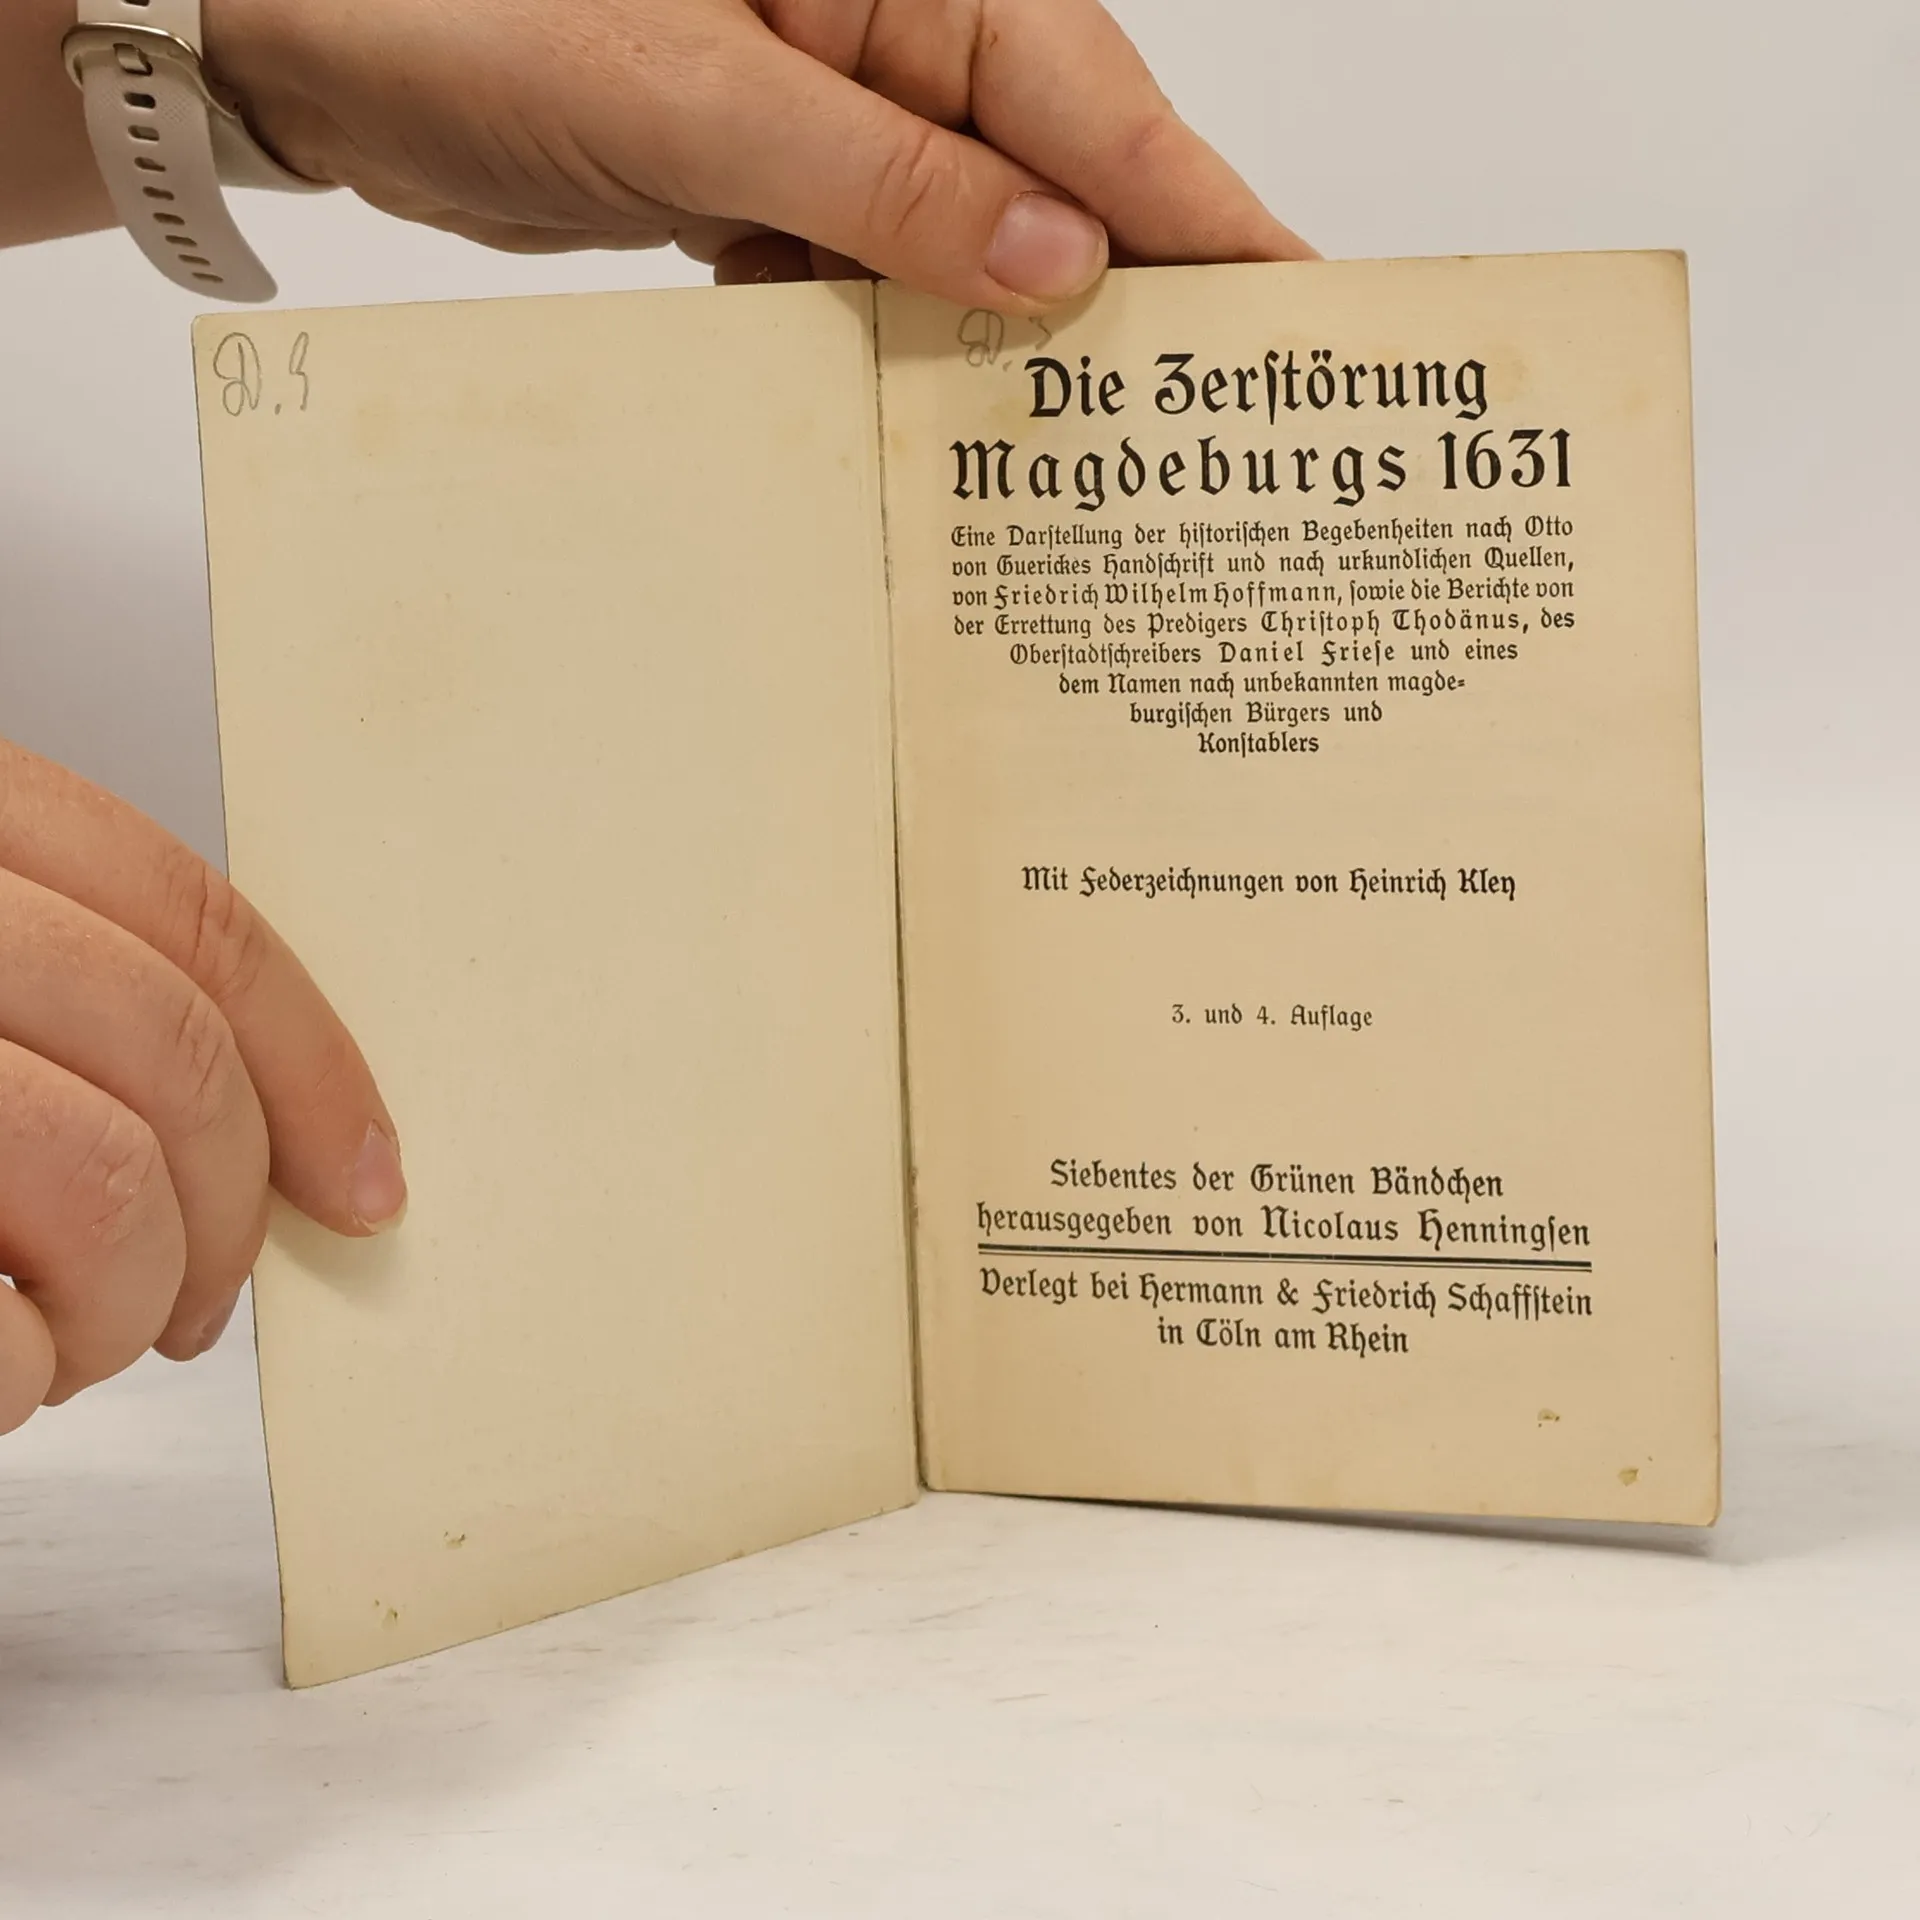 D.
D.
Die Zerſtörung
Magdeburgs 1631
Eine Darſtellung der hiſtoriſchen Begebenheiten nach Otto
von Guerickes Handſchrift und nach urkundlichen Quellen,
von Friedrich Wilhelm Hoffmann, ſowie die Berichte von
der Errettung des Predigers Chriſtoph Thodänus, des
Oberſtadtſchreibers Daniel Frieſe und eines
dem Namen nach unbekannten magde⸗
burgiſchen Bürgers und
Konſtablers
Mit Federzeichnungen von Heinrich Kley
3. und 4. Auflage
Siebentes der Grünen Bändchen
herausgegeben von Nicolaus Henningſen
Verlegt bei Hermann & Friedrich Schaffſtein
in Cöln am Rhein